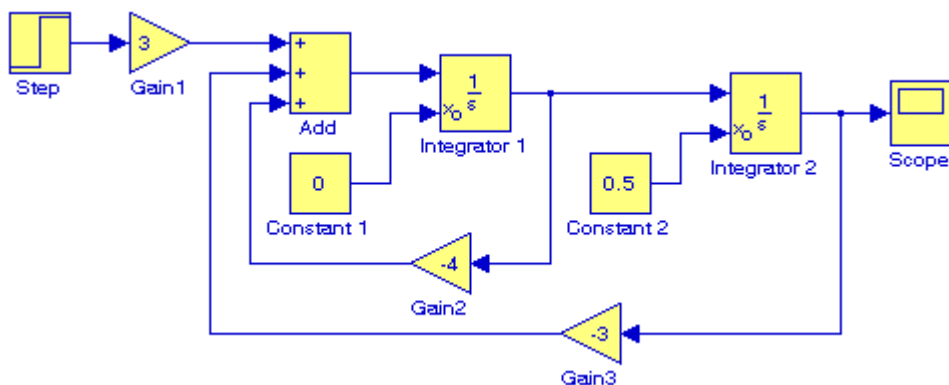 3
Step
Gain1
+
+
+
Add
1
s
xo
Integrator 1
0
Constant 1
1
s
xo
Integrator 2
0.5
Constant 2
Scope
-4
Gain2
-3
Gain3